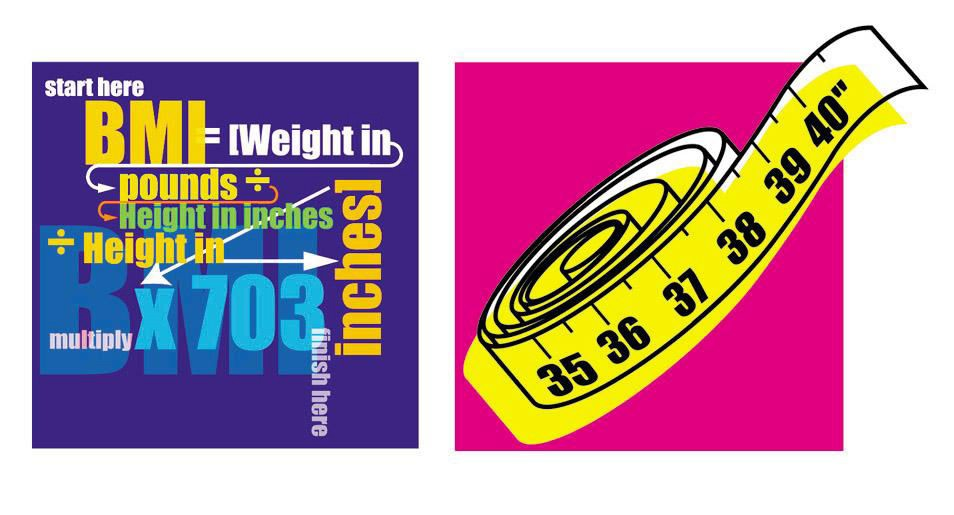 start here
BMI = [Weight in
pounds ÷
Height in inches
÷ Height in
inches]
multiply x 703
finish here
BMI
35 36 37 38 39 40"